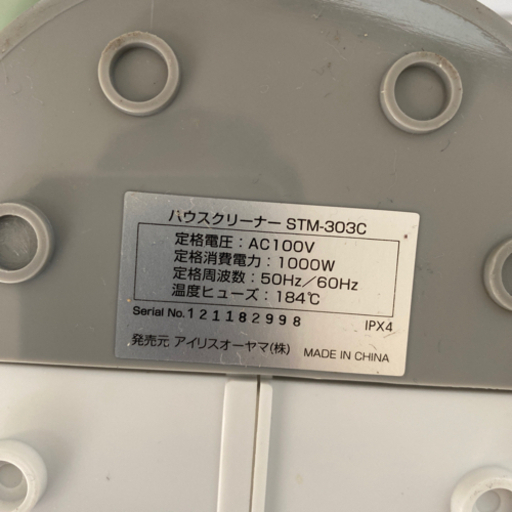 ハウスクリーナー STM-303C
定格電圧：AC100V
定格消費電力：1000W
定格周波数：50Hz／60Hz
温度ヒューズ：184℃
Serial No. 121182998 IPX4
発売元 アイリスオーヤマ(株) MADE IN CHINA